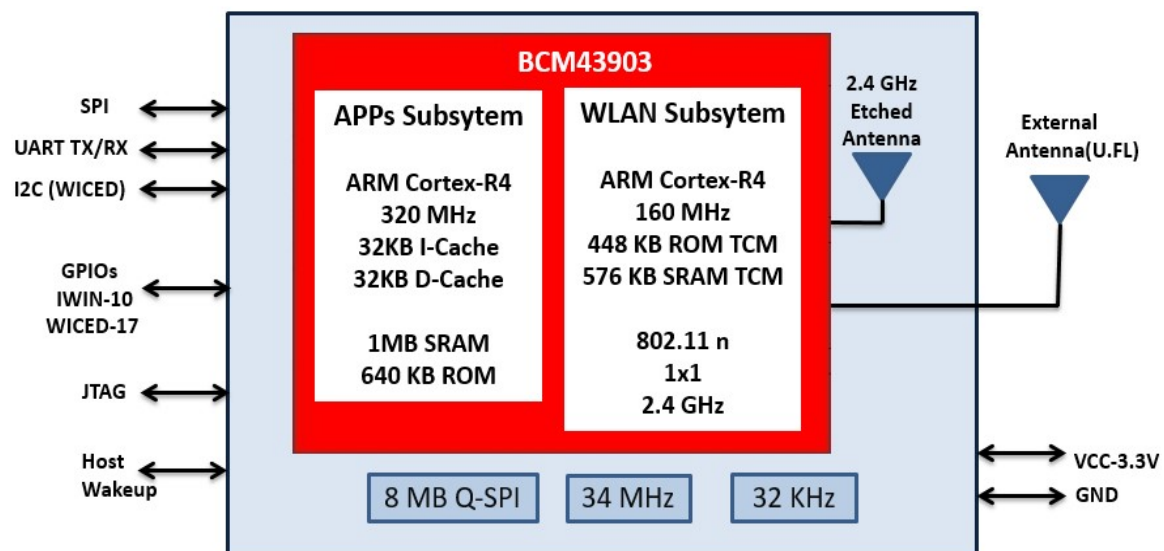 BCM43903
APPs Subsytem
ARM Cortex-R4
320 MHz
32KB I-Cache
32KB D-Cache
1MB SRAM
640 KB ROM
WLAN Subsytem
ARM Cortex-R4
160 MHz
448 KB ROM TCM
576 KB SRAM TCM
802.11 n
1x1
2.4 GHz
SPI
UART TX/RX
I2C (WICED)
GPIOs
IWIN-10
WICED-17
JTAG
Host
Wakeup
2.4 GHz
Etched
Antenna
External
Antenna(U.FL)
VCC-3.3V
GND
8 MB Q-SPI
34 MHz
32 KHz